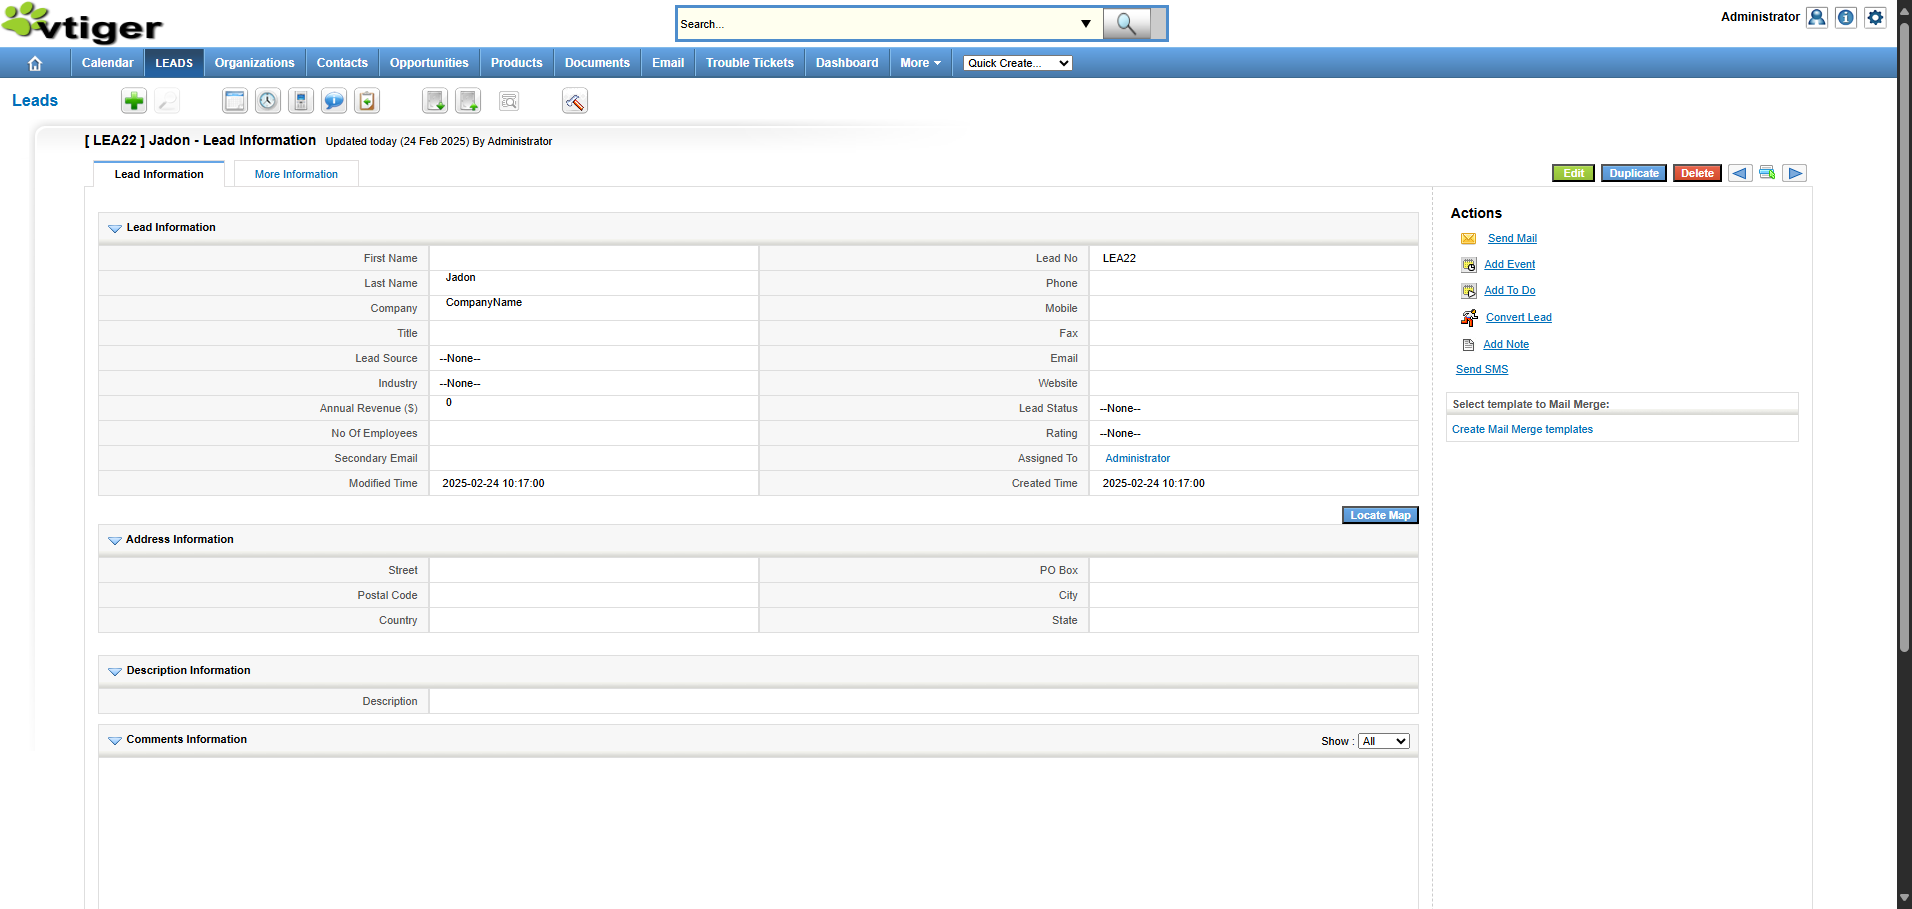 vtiger
Search...
Administrator
Calendar LEADS Organizations Contacts Opportunities Products Documents Email Trouble Tickets Dashboard More Quick Create...
Leads
[ LEA22 ] Jadon - Lead Information Updated today (24 Feb 2025) By Administrator
Lead Information More Information
Edit Duplicate Delete
Lead Information
First Name Lead No LEA22
Last Name Jadon Phone
Company CompanyName Mobile
Title Fax
Lead Source --None-- Email
Industry --None-- Website
Annual Revenue ($) 0 Lead Status --None--
No Of Employees Rating --None--
Secondary Email Assigned To Administrator
Modified Time 2025-02-24 10:17:00 Created Time 2025-02-24 10:17:00
Locate Map
Address Information
Street PO Box
Postal Code City
Country State
Description Information
Description
Comments Information Show : All
Actions
Send Mail
Add Event
Add To Do
Convert Lead
Add Note
Send SMS
Select template to Mail Merge:
Create Mail Merge templates